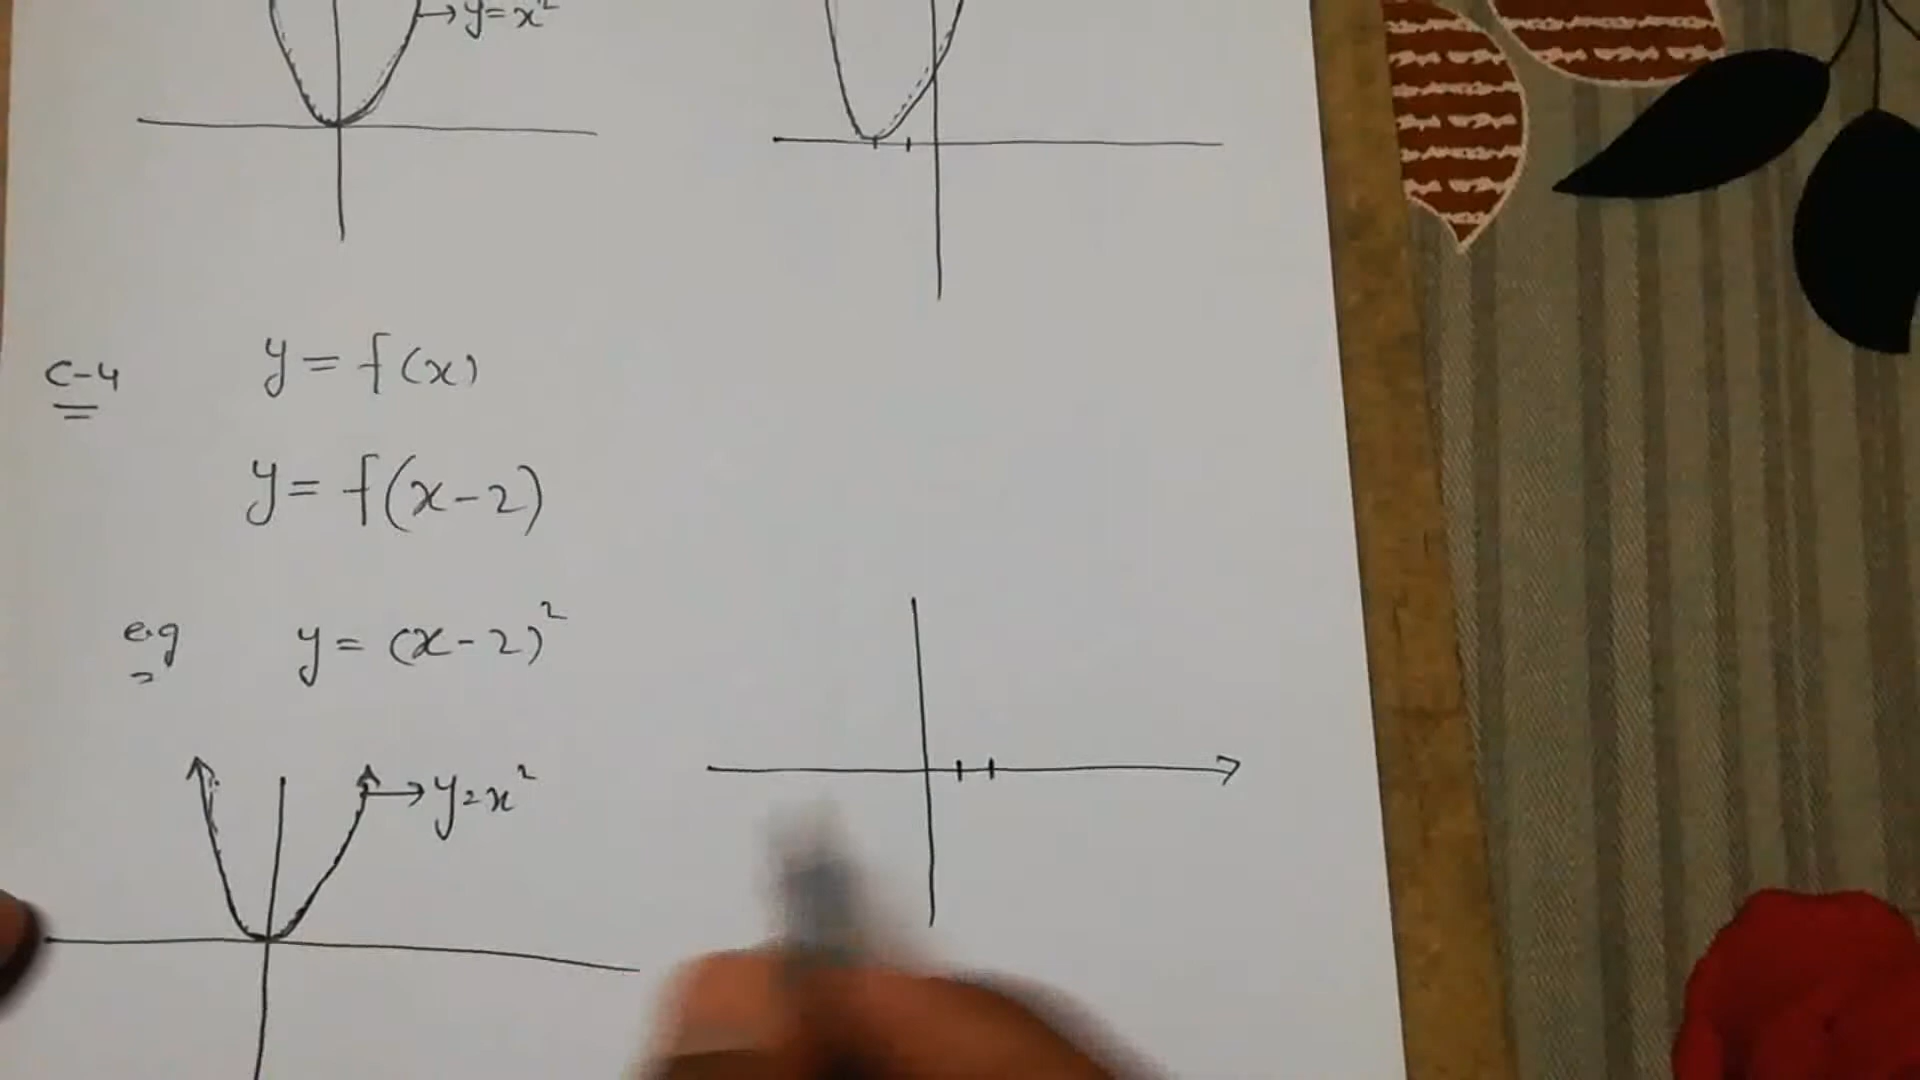 y=x²
C-4 y = f(x)
y = f(x-2)
e.g y = (x-2)²
y=x²